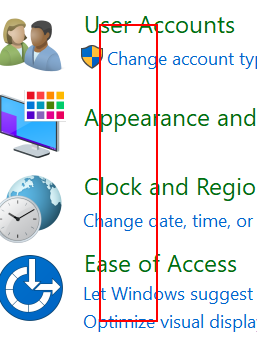 User Accounts
Change account typ
Appearance and
Clock and Regio
Change date, time, or
Ease of Access
Let Windows suggest
Optimize visual display